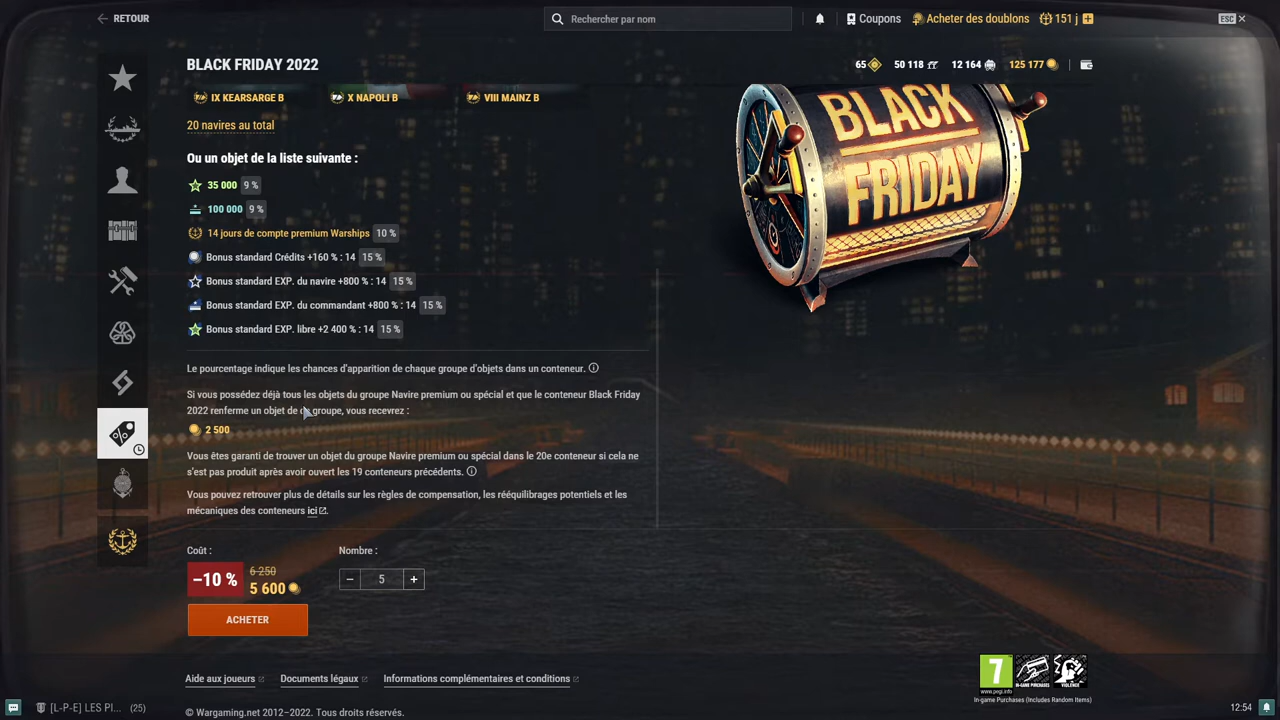 RETOUR
Rechercher par nom
Coupons
Acheter des doublons
151 j
ESC
BLACK FRIDAY 2022
65
50 118
12 164
125 177
IX KEARSARGE B
X NAPOLI B
VIII MAINZ B
20 navires au total
Ou un objet de la liste suivante :
35 000 9 %
100 000 9 %
14 jours de compte premium Warships 10 %
Bonus standard Crédits +160 % : 14 15 %
Bonus standard EXP. du navire +800 % : 14 15 %
Bonus standard EXP. du commandant +800 % : 14 15 %
Bonus standard EXP. libre +2 400 % : 14 15 %
BLACK
FRIDAY
Le pourcentage indique les chances d'apparition de chaque groupe d'objets dans un conteneur.
Si vous possédez déjà tous les objets du groupe Navire premium ou spécial et que le conteneur Black Friday
2022 renferme un objet de ce groupe, vous recevrez :
2 500
Vous êtes garanti de trouver un objet du groupe Navire premium ou spécial dans le 20e conteneur si cela ne
s'est pas produit après avoir ouvert les 19 conteneurs précédents.
Vous pouvez retrouver plus de détails sur les règles de compensation, les rééquilibrages potentiels et les
mécaniques des conteneurs ici.
Coût :
Nombre :
–10 %
6 250
5 600
5
ACHETER
Aide aux joueurs
Documents légaux
Informations complémentaires et conditions
© Wargaming.net 2012–2022. Tous droits réservés.
7
www.pegi.info
IN-GAME PURCHASES
VIOLENCE
In-game Purchases (Includes Random Items)
[L-P-E] LES PI... (25)
12:54